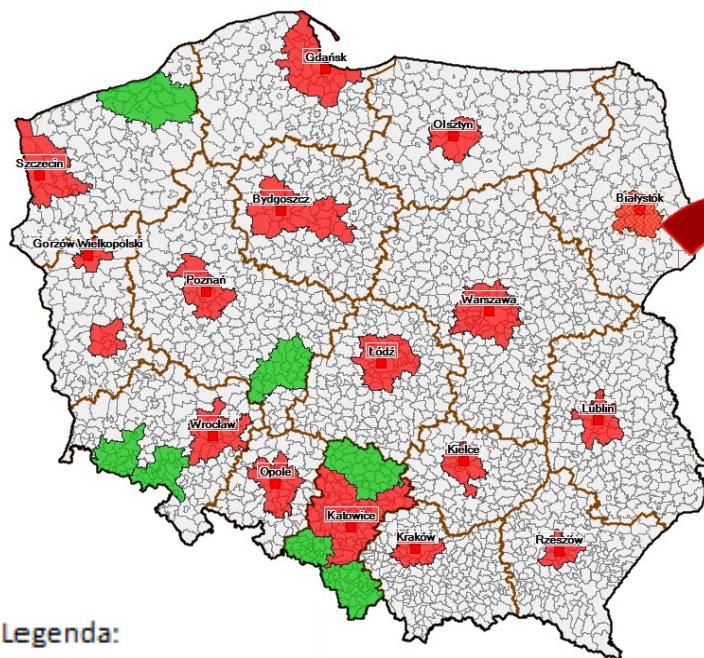 Gdańsk
Olsztyn
Szczecin
Białystok
Bydgoszcz
Gorzów Wielkopolski
Poznań
Warszawa
Łódź
Lublin
Wrocław
Kielce
Opole
Katowice
Kraków
Rzeszów
Legenda: